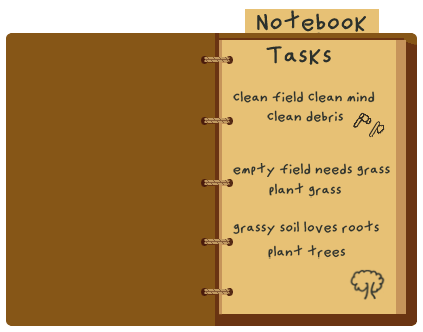 Notebook
Tasks
clean field clean mind
clean debris
empty field needs grass
plant grass
grassy soil loves roots
plant trees